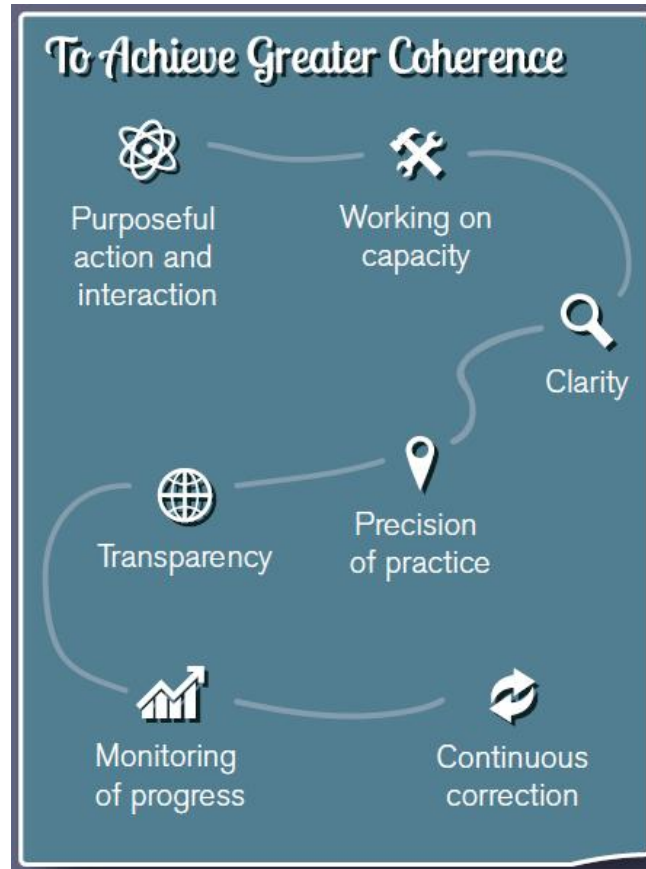 To Achieve Greater Coherence
Purposeful
action and
interaction
Working on
capacity
Clarity
Precision
of practice
Transparency
Monitoring
of progress
Continuous
correction